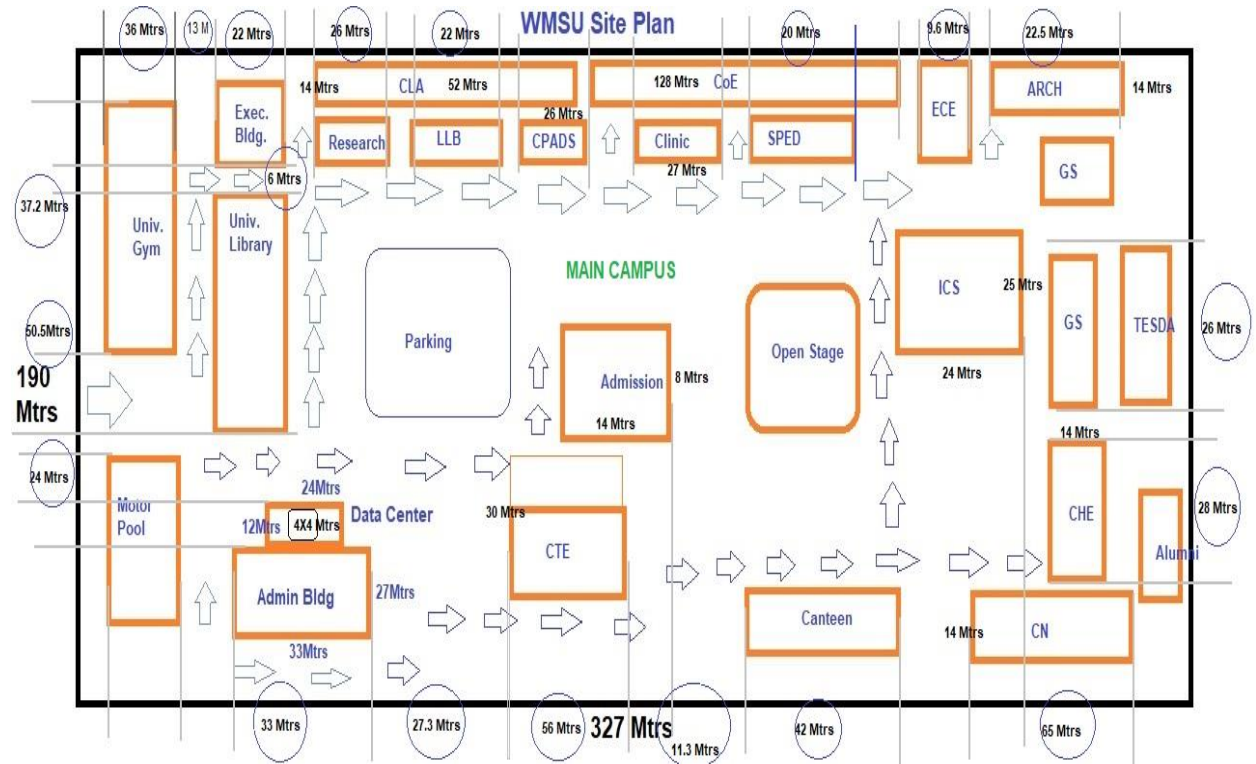 WMSU Site Plan
36 Mtrs
13 M
22 Mtrs
26 Mtrs
22 Mtrs
20 Mtrs
9.6 Mtrs
22.5 Mtrs
14 Mtrs
CLA
52 Mtrs
128 Mtrs
CoE
ECE
ARCH
14 Mtrs
Exec.
Bldg.
26 Mtrs
Research
LLB
CPADS
Clinic
SPED
27 Mtrs
GS
6 Mtrs
37.2 Mtrs
Univ.
Gym
Univ.
Library
MAIN CAMPUS
ICS
25 Mtrs
24 Mtrs
GS
TESDA
26 Mtrs
50.5Mtrs
Parking
Open Stage
Admission
8 Mtrs
14 Mtrs
190
Mtrs
14 Mtrs
24 Mtrs
Motor
Pool
24Mtrs
12Mtrs
4X4 Mtrs
Data Center
30 Mtrs
CTE
CHE
28 Mtrs
Alumni
Admin Bldg
27Mtrs
33Mtrs
Canteen
14 Mtrs
CN
33 Mtrs
27.3 Mtrs
56 Mtrs
327 Mtrs
11.3 Mtrs
42 Mtrs
65 Mtrs